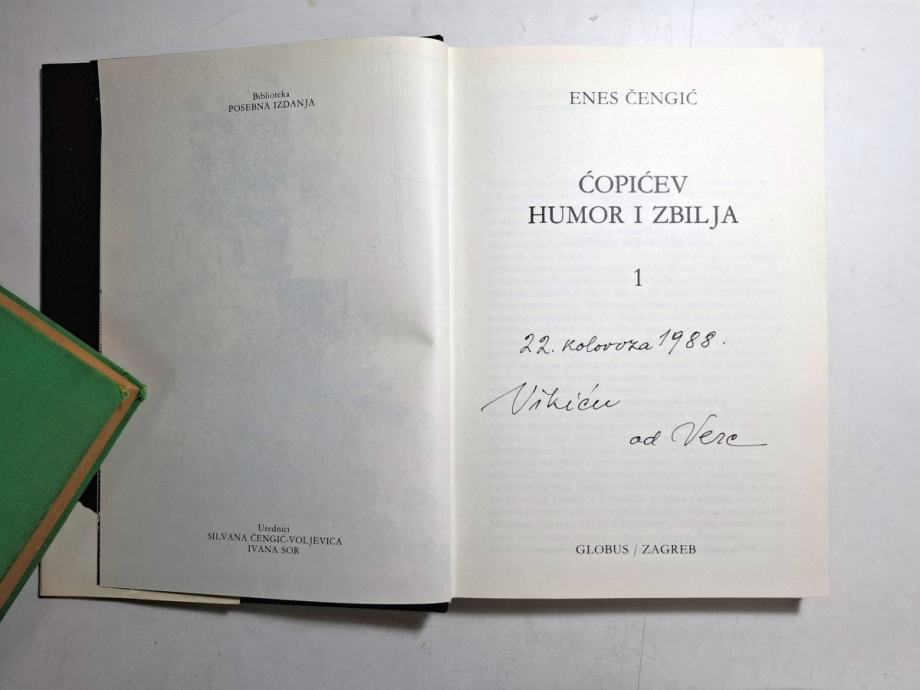 Biblioteka
POSEBNA IZDANJA
Urednici
SILVANA ČENGIĆ-VOLJEVICA
IVANA SOR
ENES ČENGIĆ
ĆOPIĆEV
HUMOR I ZBILJA
1
22. kolovoza 1988.
Vikiću
od Vere
GLOBUS / ZAGREB